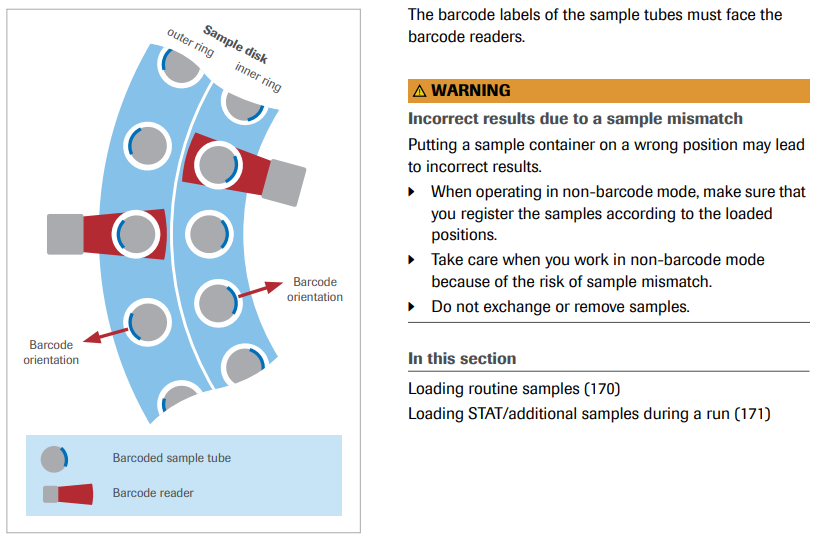 Sample disk
outer ring
inner ring
Barcode
orientation
Barcode
orientation
Barcoded sample tube
Barcode reader
The barcode labels of the sample tubes must face the
barcode readers.
WARNING
Incorrect results due to a sample mismatch
Putting a sample container on a wrong position may lead
to incorrect results.
When operating in non-barcode mode, make sure that
you register the samples according to the loaded
positions.
Take care when you work in non-barcode mode
because of the risk of sample mismatch.
Do not exchange or remove samples.
In this section
Loading routine samples (170)
Loading STAT/additional samples during a run (171)